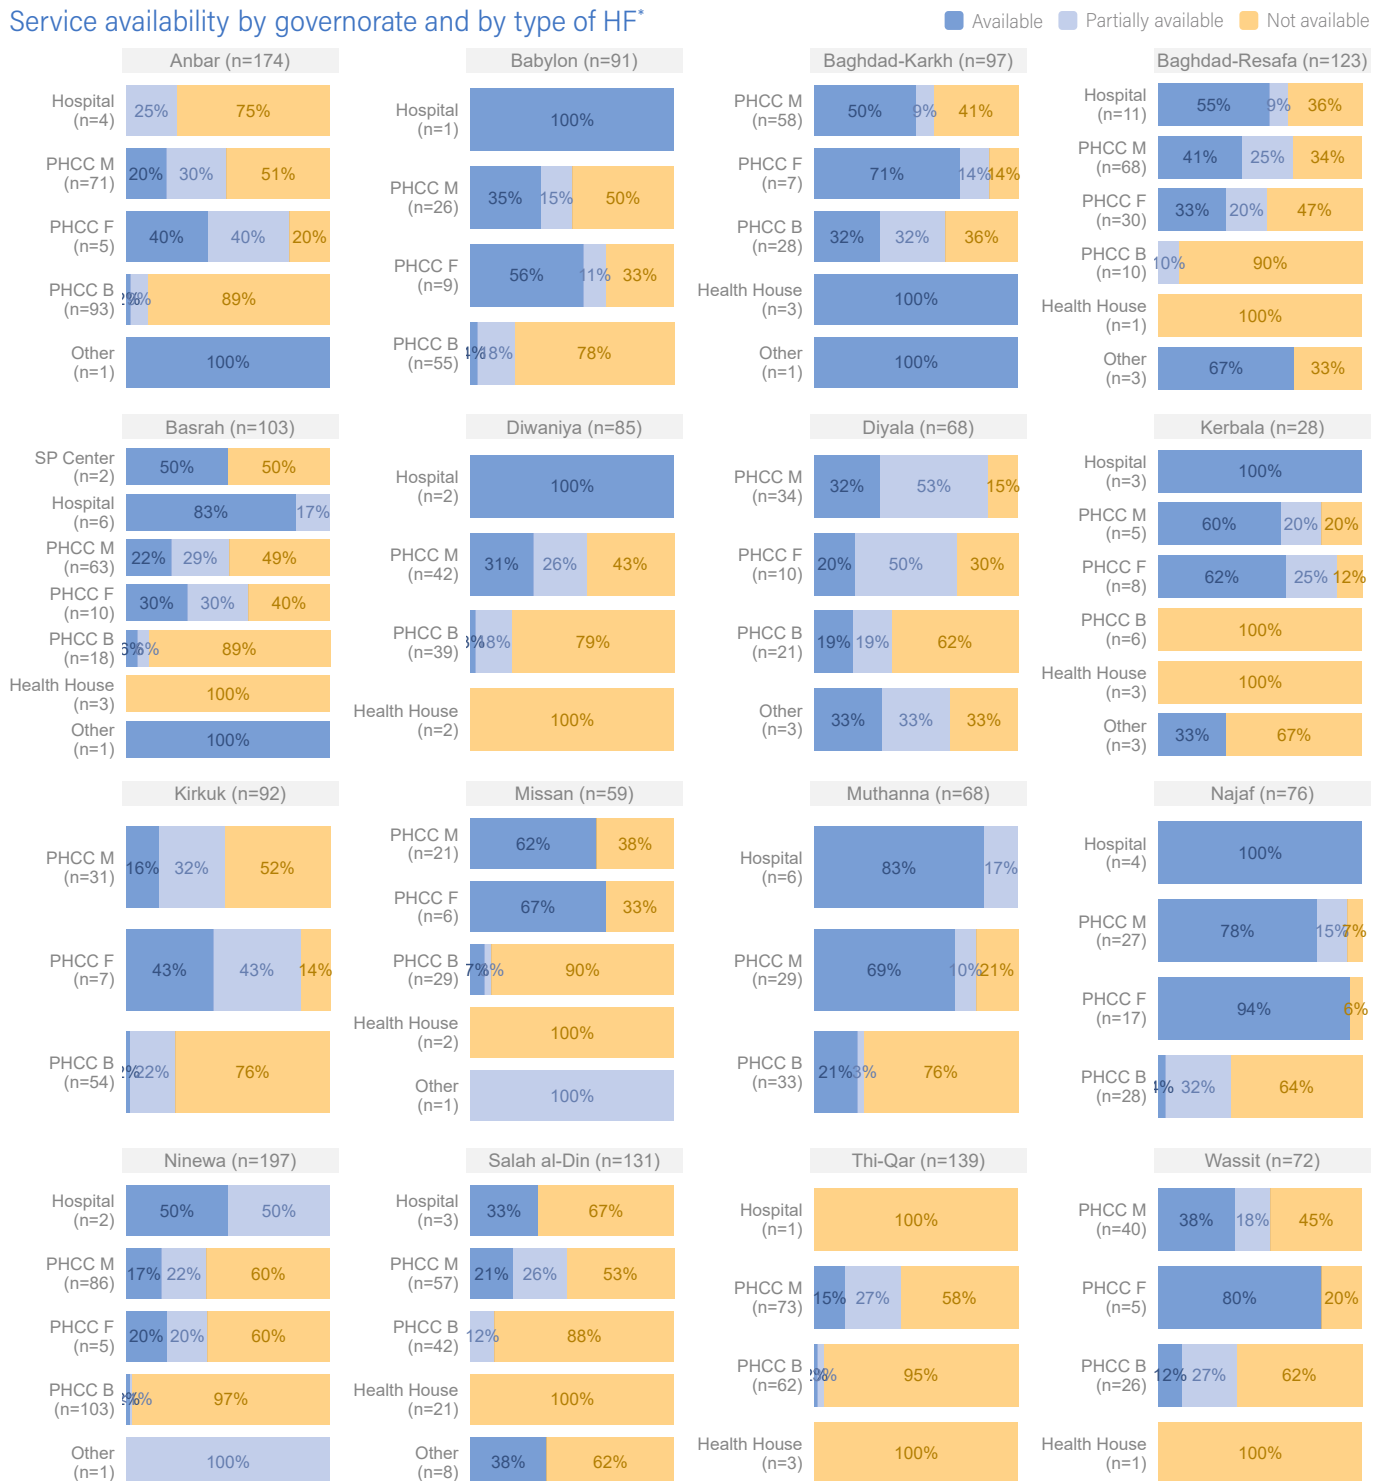 Service availability by governorate and by type of HF*
Available Partially available Not available
Anbar (n=174)
Hospital
(n=4)
25% 75%
PHCC M
(n=71)
20% 30% 51%
PHCC F
(n=5)
40% 40% 20%
PHCC B
(n=93)
89%
Other
(n=1)
100%
Babylon (n=91)
Hospital
(n=1)
100%
PHCC M
(n=26)
35% 15% 50%
PHCC F
(n=9)
56% 11% 33%
PHCC B
(n=55)
4% 18% 78%
Baghdad-Karkh (n=97)
PHCC M
(n=58)
50% 9% 41%
PHCC F
(n=7)
71% 14% 14%
PHCC B
(n=28)
32% 32% 36%
Health House
(n=3)
100%
Other
(n=1)
100%
Baghdad-Resafa (n=123)
Hospital
(n=11)
55% 9% 36%
PHCC M
(n=68)
41% 25% 34%
PHCC F
(n=30)
33% 20% 47%
PHCC B
(n=10)
10% 90%
Health House
(n=1)
100%
Other
(n=3)
67% 33%
Basrah (n=103)
SP Center
(n=2)
50% 50%
Hospital
(n=6)
83% 17%
PHCC M
(n=63)
22% 29% 49%
PHCC F
(n=10)
30% 30% 40%
PHCC B
(n=18)
6% 6% 89%
Health House
(n=3)
100%
Other
(n=1)
100%
Diwaniya (n=85)
Hospital
(n=2)
100%
PHCC M
(n=42)
31% 26% 43%
PHCC B
(n=39)
3% 18% 79%
Health House
(n=2)
100%
Diyala (n=68)
PHCC M
(n=34)
32% 53% 15%
PHCC F
(n=10)
20% 50% 30%
PHCC B
(n=21)
19% 19% 62%
Other
(n=3)
33% 33% 33%
Kerbala (n=28)
Hospital
(n=3)
100%
PHCC M
(n=5)
60% 20% 20%
PHCC F
(n=8)
62% 25% 12%
PHCC B
(n=6)
100%
Health House
(n=3)
100%
Other
(n=3)
33% 67%
Kirkuk (n=92)
PHCC M
(n=31)
16% 32% 52%
PHCC F
(n=7)
43% 43% 14%
PHCC B
(n=54)
2% 22% 76%
Missan (n=59)
PHCC M
(n=21)
62% 38%
PHCC F
(n=6)
67% 33%
PHCC B
(n=29)
7% 3% 90%
Health House
(n=2)
100%
Other
(n=1)
100%
Muthanna (n=68)
Hospital
(n=6)
83% 17%
PHCC M
(n=29)
69% 10% 21%
PHCC B
(n=33)
21% 3% 76%
Najaf (n=76)
Hospital
(n=4)
100%
PHCC M
(n=27)
78% 15% 7%
PHCC F
(n=17)
94% 6%
PHCC B
(n=28)
4% 32% 64%
Ninewa (n=197)
Hospital
(n=2)
50% 50%
PHCC M
(n=86)
17% 22% 60%
PHCC F
(n=5)
20% 20% 60%
PHCC B
(n=103)
97%
Other
(n=1)
100%
Salah al-Din (n=131)
Hospital
(n=3)
33% 67%
PHCC M
(n=57)
21% 26% 53%
PHCC B
(n=42)
12% 88%
Health House
(n=21)
100%
Other
(n=8)
38% 62%
Thi-Qar (n=139)
Hospital
(n=1)
100%
PHCC M
(n=73)
15% 27% 58%
PHCC B
(n=62)
95%
Health House
(n=3)
100%
Wassit (n=72)
PHCC M
(n=40)
38% 18% 45%
PHCC F
(n=5)
80% 20%
PHCC B
(n=26)
12% 27% 62%
Health House
(n=1)
100%